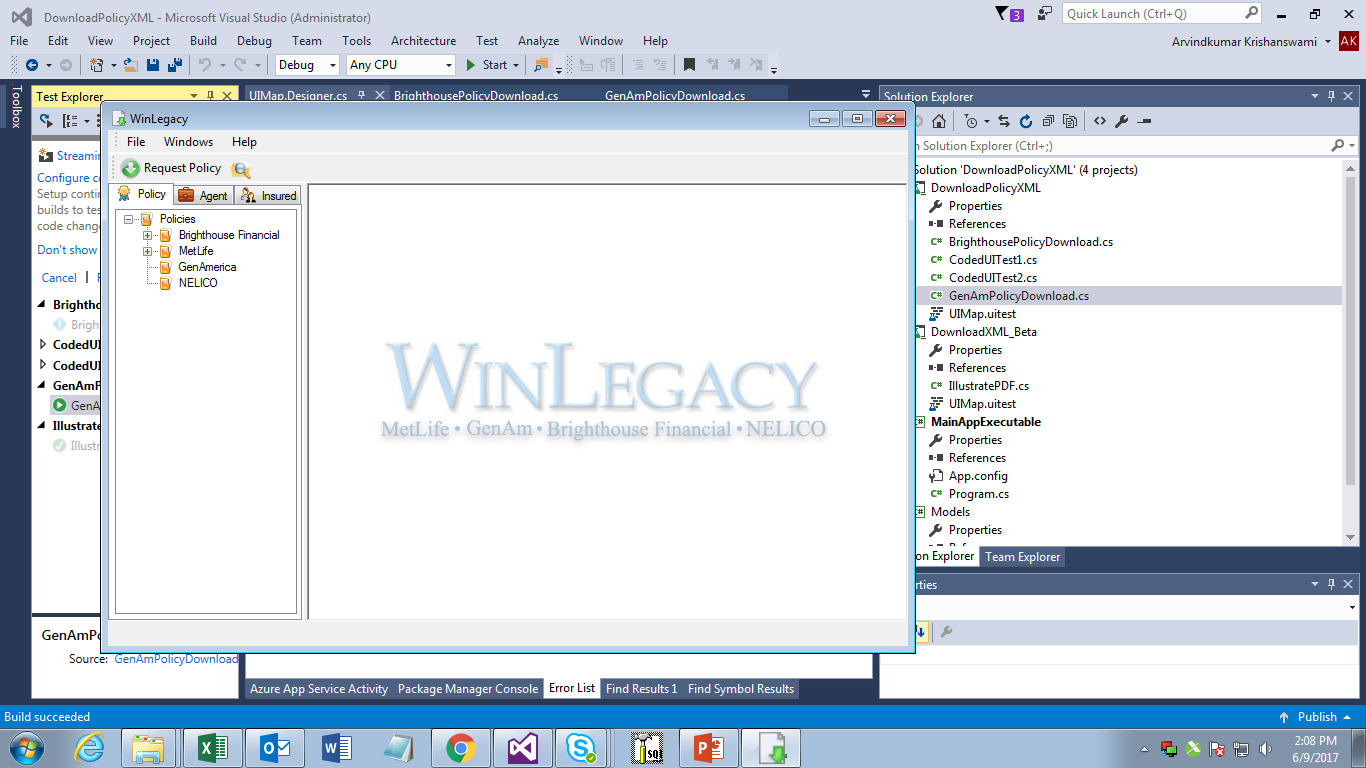 DownloadPolicyXML - Microsoft Visual Studio (Administrator)
3
Quick Launch (Ctrl+Q)
File Edit View Project Build Debug Team Tools Architecture Test Analyze Window Help
Arvindkumar Krishanswami AK
Debug Any CPU Start
Toolbox
Test Explorer
UIMap.Designer.cs BrighthousePolicyDownload.cs GenAmPolicyDownload.cs
Solution Explorer
WinLegacy
File Windows Help
Request Policy
Policy Agent Insured
Policies
Brighthouse Financial
MetLife
GenAmerica
NELICO
WINLEGACY
MetLife • GenAm • Brighthouse Financial • NELICO
Streamin
Configure c
Setup conti
builds to tes
code change
Don't show
Cancel
Brightho
Bright
CodedUI
CodedUI
GenAmP
GenA
Illustrate
Illustr
GenAmPo
Source: GenAmPolicyDownload
Solution Explorer (Ctrl+;)
Solution 'DownloadPolicyXML' (4 projects)
DownloadPolicyXML
Properties
References
BrighthousePolicyDownload.cs
CodedUITest1.cs
CodedUITest2.cs
GenAmPolicyDownload.cs
UIMap.uitest
DownloadXML_Beta
Properties
References
IllustratePDF.cs
UIMap.uitest
MainAppExecutable
Properties
References
App.config
Program.cs
Models
Properties
on Explorer Team Explorer
erties
Azure App Service Activity Package Manager Console Error List Find Results 1 Find Symbol Results
Build succeeded
Publish
SQL
2:08 PM
6/9/2017